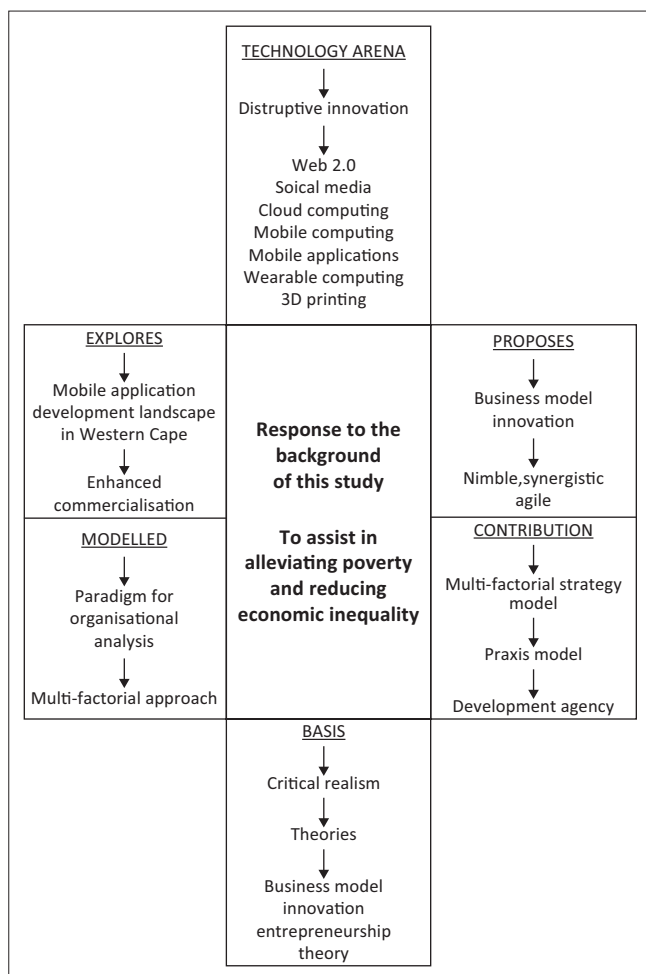 TECHNOLOGY ARENA
Distruptive innovation
Web 2.0
Soical media
Cloud computing
Mobile computing
Mobile applications
Wearable computing
3D printing
EXPLORES
Mobile application
development landscape
in Western Cape
Enhanced
commercialisation
MODELLED
Paradigm for
organisational
analysis
Multi-factorial approach
Response to the
background
of this study
To assist in
alleviating poverty
and reducing
economic inequality
PROPOSES
Business model
innovation
Nimble,synergistic
agile
CONTRIBUTION
Multi-factorial strategy
model
Praxis model
Development agency
BASIS
Critical realism
Theories
Business model
innovation
entrepreneurship
theory